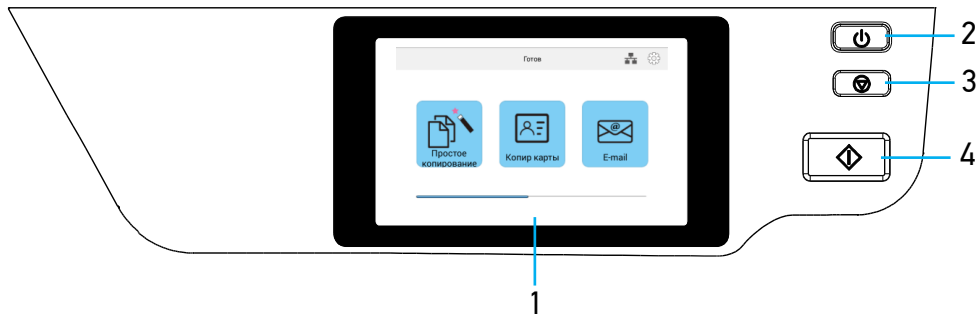 2
Готов
3
Простое
копирование
Копир карты
@
E-mail
4
1